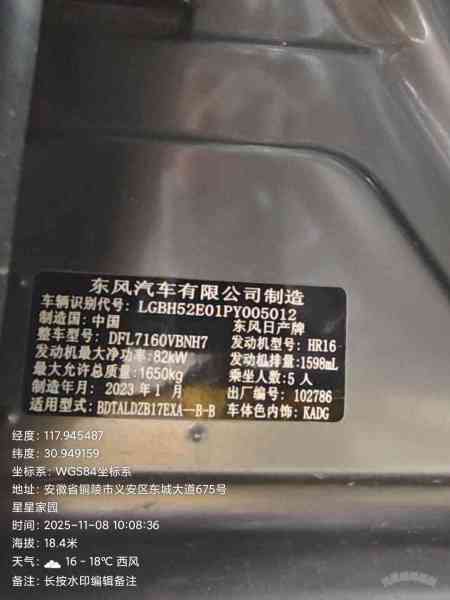 东风汽车有限公司制造
车辆识别代号: LGBH52E01PY005012
制造国: 中国 东风日产牌
整车型号: DFL7160VBNH7 发动机型号: HR16
发动机最大净功率: 82kW 发动机排量: 1598mL
最大允许总质量: 1650kg 乘坐人数: 5 人
制造年月: 2023 年 1 月 出厂编号: 102786
适用型式: BDTALDZB17EXA--B-B 车体色内饰: KADG
经度: 117.945487
纬度: 30.949159
坐标系: WGS84坐标系
地址: 安徽省铜陵市义安区东城大道675号
星星家园
时间: 2025-11-08 10:08:36
海拔: 18.4米
天气: 16 - 18℃ 西风
备注: 长按水印编辑备注